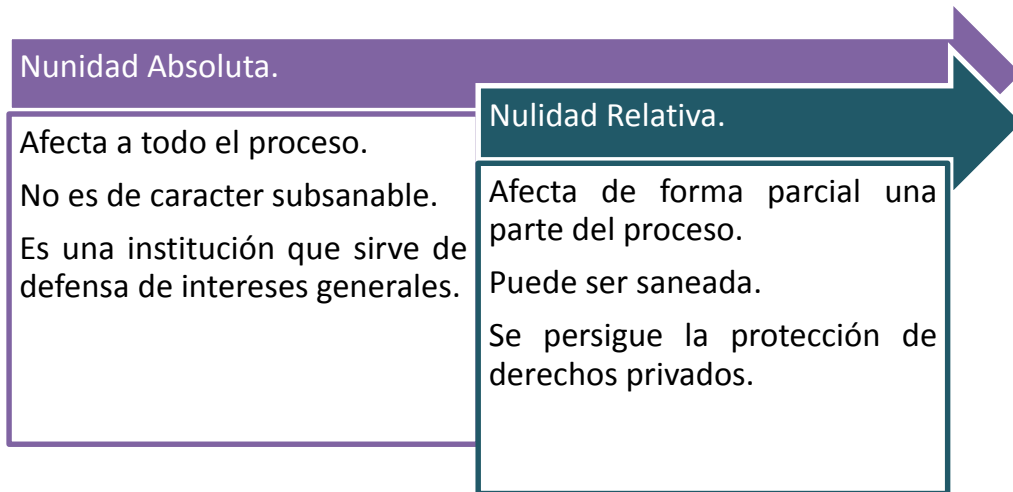 Nunidad Absoluta.
Afecta a todo el proceso.
No es de caracter subsanable.
Es una institución que sirve de
defensa de intereses generales.
Nulidad Relativa.
Afecta de forma parcial una
parte del proceso.
Puede ser saneada.
Se persigue la protección de
derechos privados.